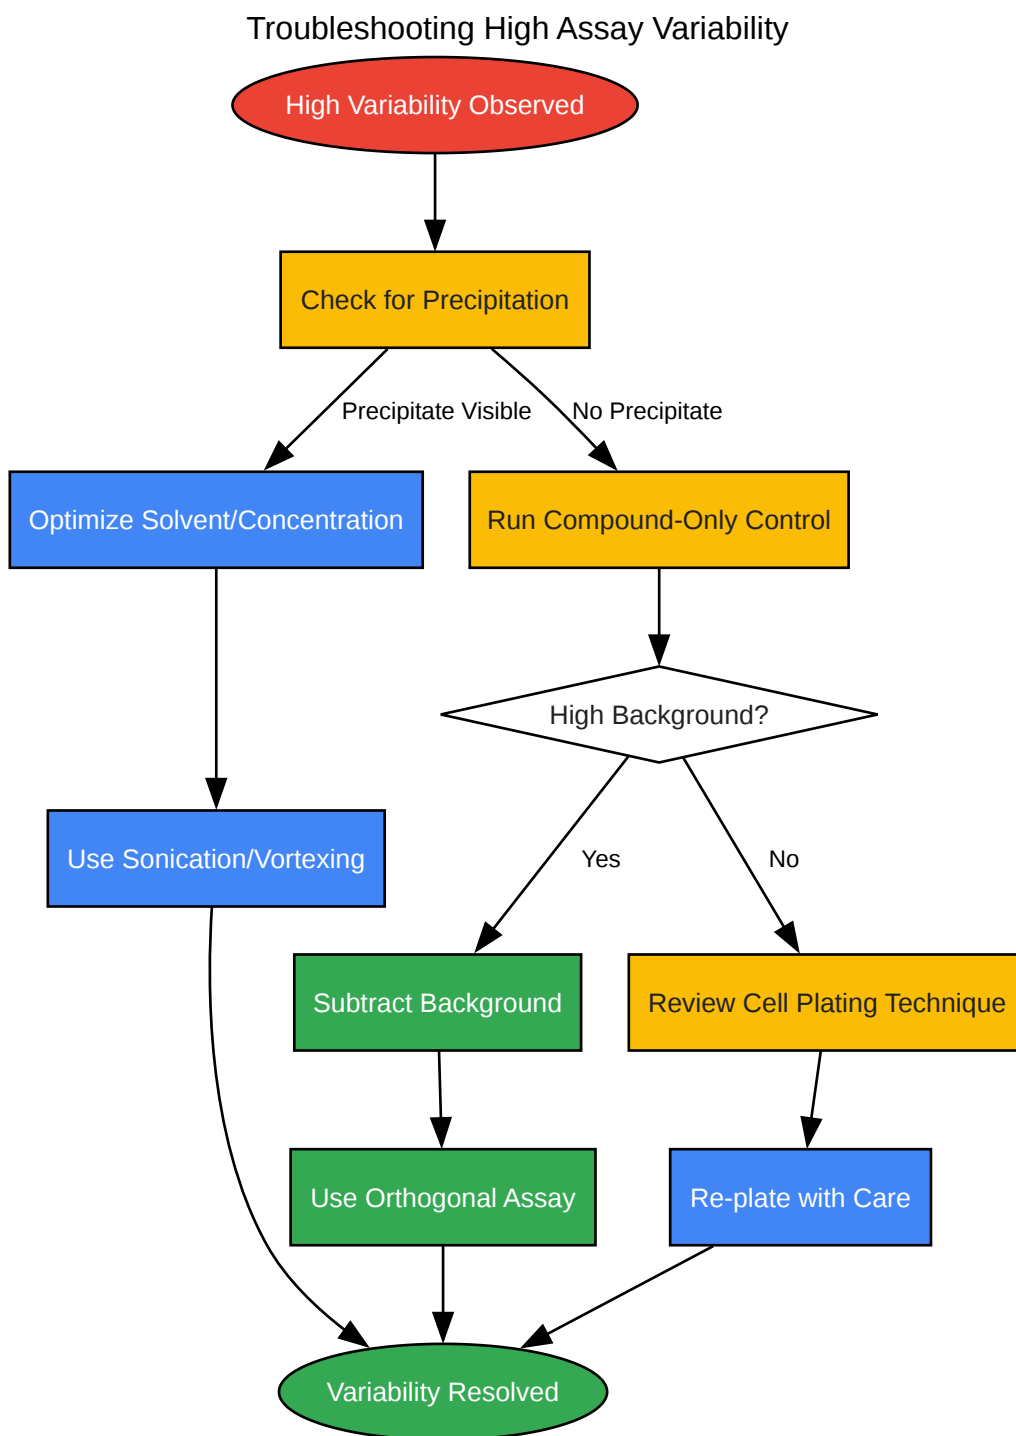 Troubleshooting High Assay Variability
High Variability Observed
Check for Precipitation
Precipitate Visible
No Precipitate
Optimize Solvent/Concentration
Run Compound-Only Control
High Background?
Use Sonication/Vortexing
Yes
No
Subtract Background
Review Cell Plating Technique
Use Orthogonal Assay
Re-plate with Care
Variability Resolved